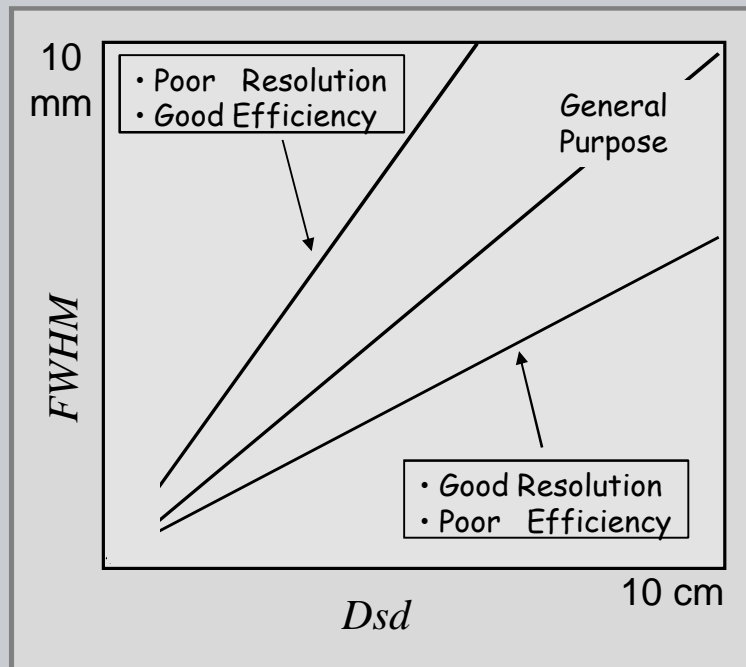 10
mm
• Poor Resolution
• Good Efficiency
General
Purpose
FWHM
• Good Resolution
• Poor Efficiency
10 cm
Dsd